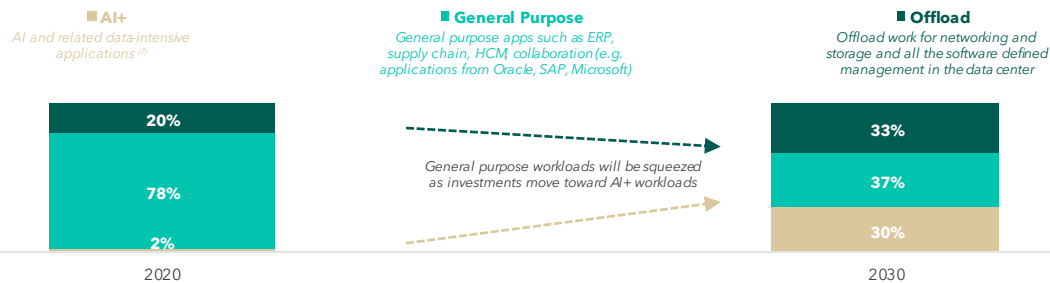 AI+
AI and related data-intensive
applications (7)
General Purpose
General purpose apps such as ERP,
supply chain, HCM, collaboration (e.g.
applications from Oracle, SAP, Microsoft)
Offload
Offload work for networking and
storage and all the software defined
management in the data center
20%
78%
2%
General purpose workloads will be squeezed
as investments move toward AI+ workloads
33%
37%
30%
2020
2030